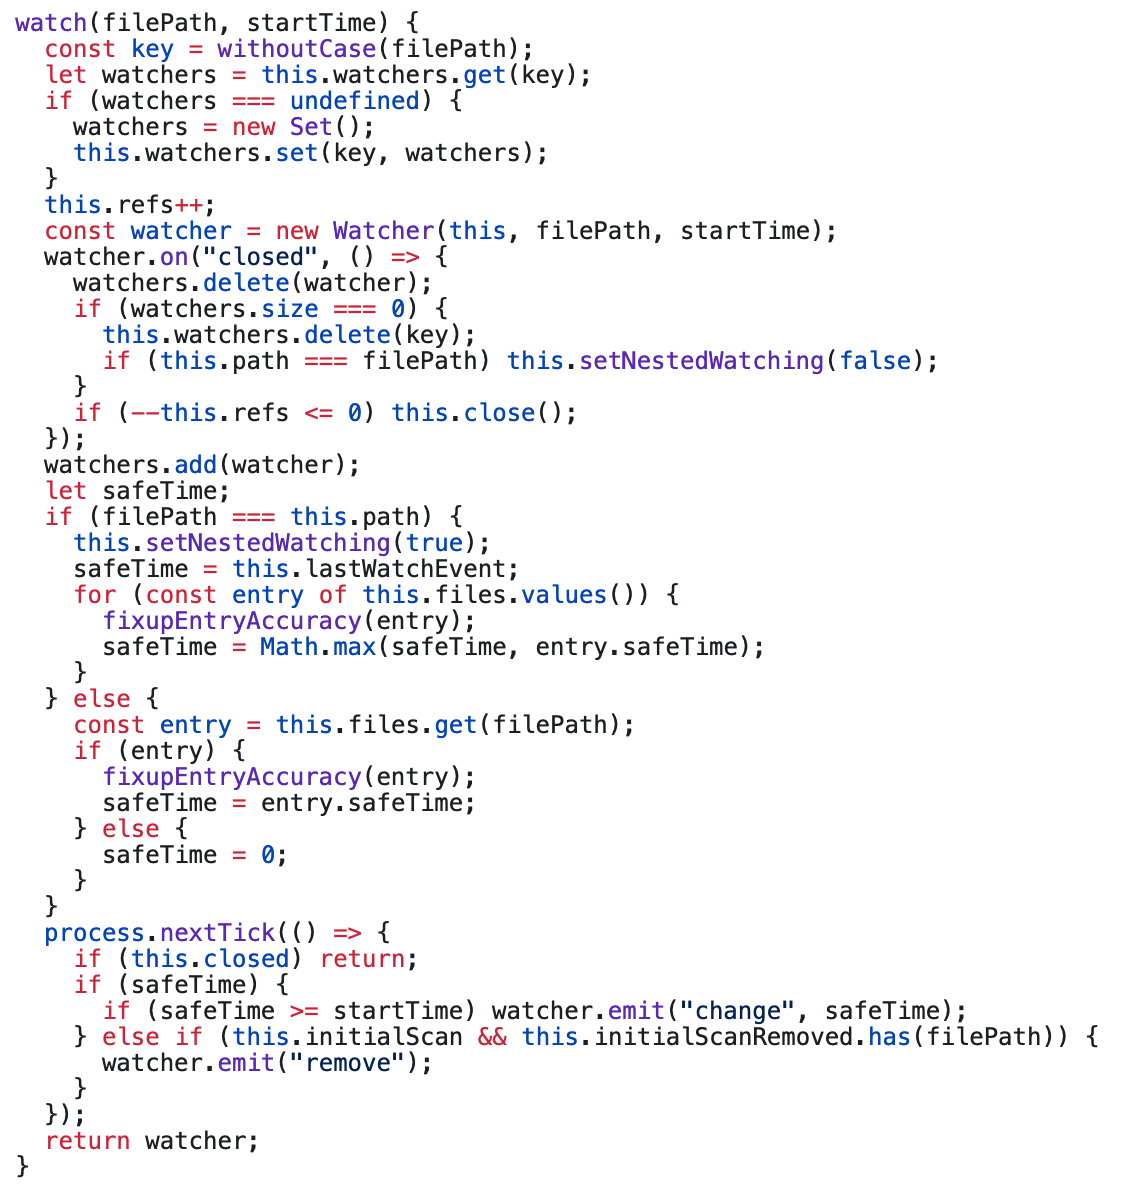 watch(filePath, startTime) {
  const key = withoutCase(filePath);
  let watchers = this.watchers.get(key);
  if (watchers === undefined) {
    watchers = new Set();
    this.watchers.set(key, watchers);
  }
  this.refs++;
  const watcher = new Watcher(this, filePath, startTime);
  watcher.on("closed", () => {
    watchers.delete(watcher);
    if (watchers.size === 0) {
      this.watchers.delete(key);
      if (this.path === filePath) this.setNestedWatching(false);
    }
    if (--this.refs <= 0) this.close();
  });
  watchers.add(watcher);
  let safeTime;
  if (filePath === this.path) {
    this.setNestedWatching(true);
    safeTime = this.lastWatchEvent;
    for (const entry of this.files.values()) {
      fixupEntryAccuracy(entry);
      safeTime = Math.max(safeTime, entry.safeTime);
    }
  } else {
    const entry = this.files.get(filePath);
    if (entry) {
      fixupEntryAccuracy(entry);
      safeTime = entry.safeTime;
    } else {
      safeTime = 0;
    }
  }
  process.nextTick(() => {
    if (this.closed) return;
    if (safeTime) {
      if (safeTime >= startTime) watcher.emit("change", safeTime);
    } else if (this.initialScan && this.initialScanRemoved.has(filePath)) {
      watcher.emit("remove");
    }
  });
  return watcher;
}